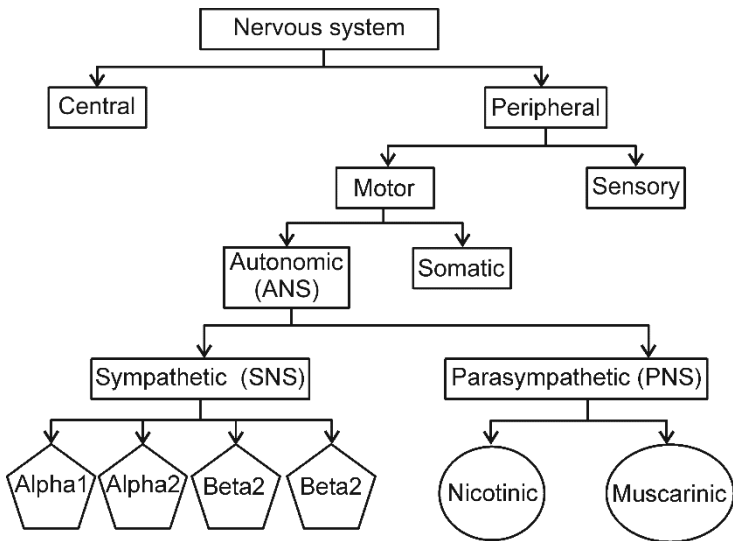 Nervous system
Central
Peripheral
Motor
Sensory
Autonomic
(ANS)
Somatic
Sympathetic (SNS)
Parasympathetic (PNS)
Alpha1
Alpha2
Beta2
Beta2
Nicotinic
Muscarinic